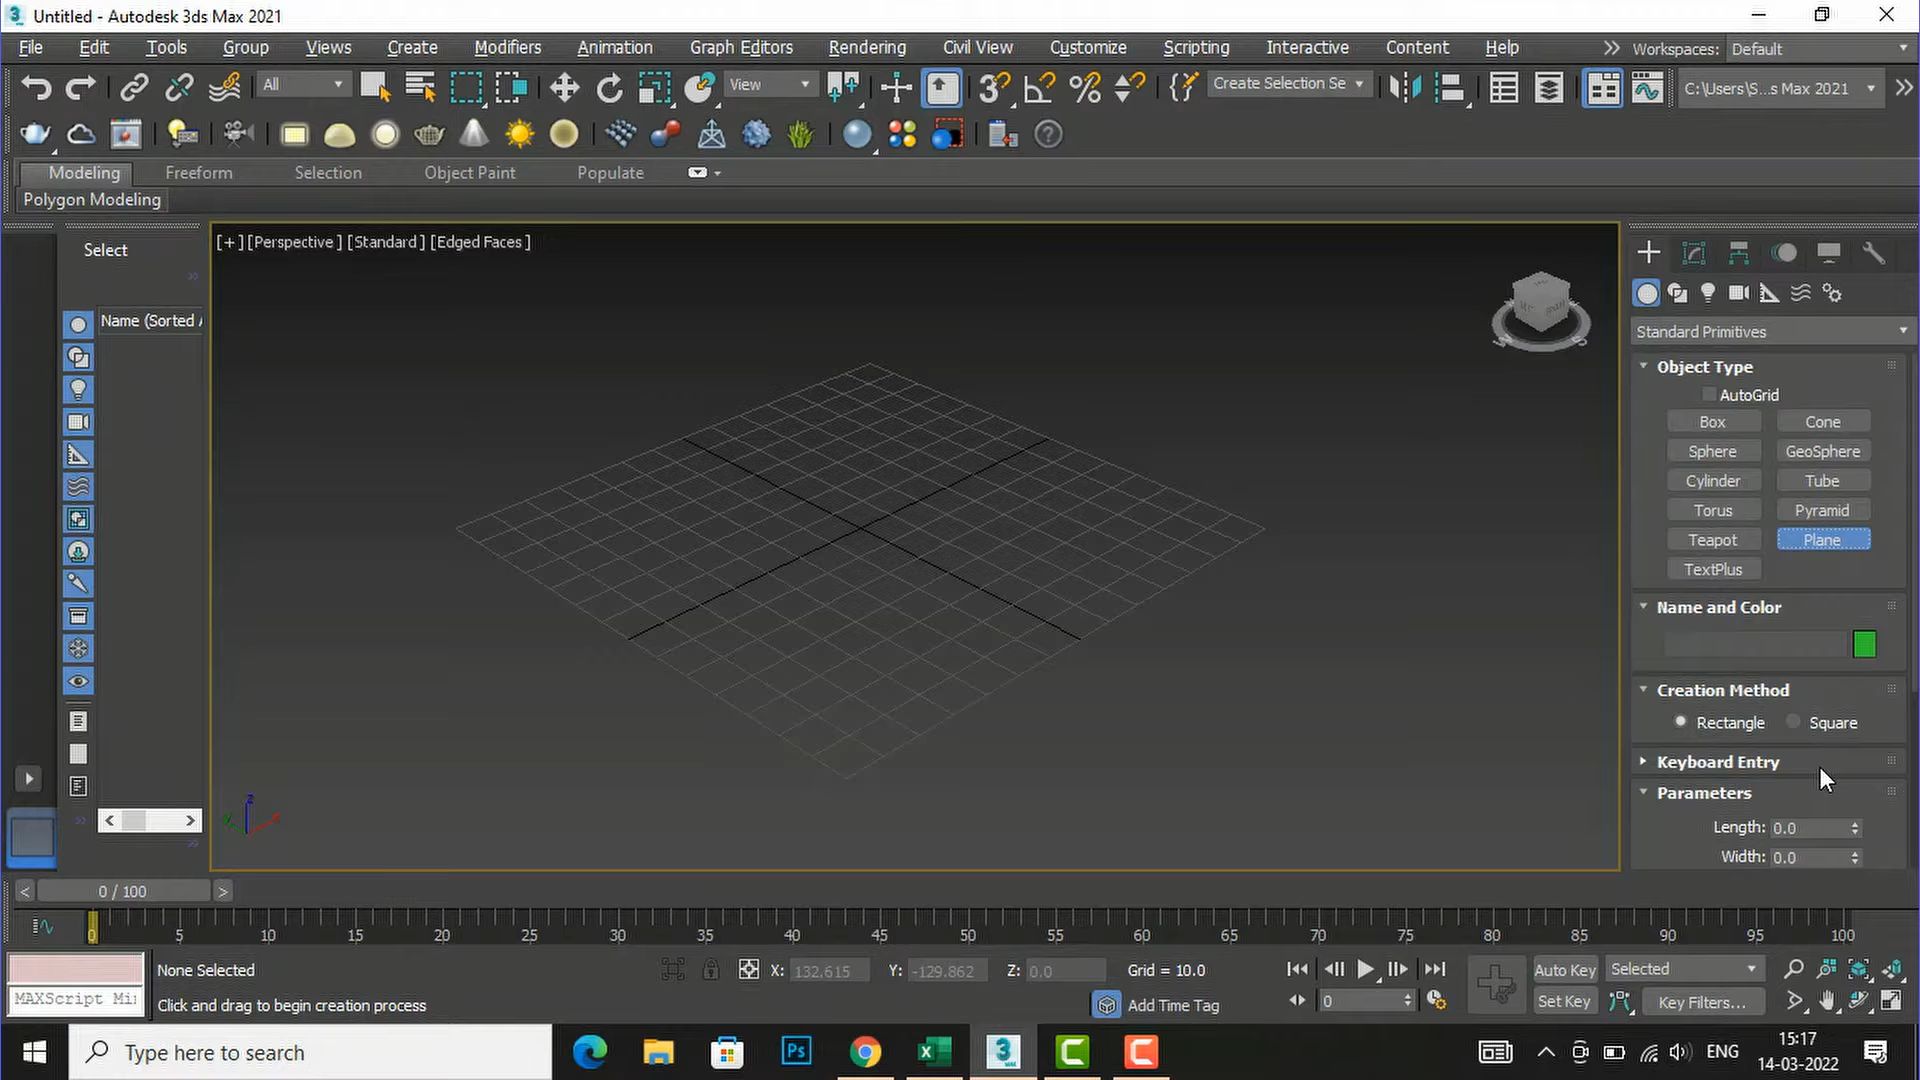 Untitled - Autodesk 3ds Max 2021
File Edit Tools Group Views Create Modifiers Animation Graph Editors Rendering Civil View Customize Scripting Interactive Content Help Workspaces: Default
All View Create Selection Se C:\Users\S...s Max 2021
Modeling Freeform Selection Object Paint Populate
Polygon Modeling
Select
Name (Sorted A
[+] [Perspective] [Standard] [Edged Faces]
Standard Primitives
Object Type
AutoGrid
Box Cone
Sphere GeoSphere
Cylinder Tube
Torus Pyramid
Teapot Plane
TextPlus
Name and Color
Creation Method
Rectangle Square
Keyboard Entry
Parameters
Length: 0.0
Width: 0.0
0 / 100
0 5 10 15 20 25 30 35 40 45 50 55 60 65 70 75 80 85 90 95 100
None Selected
X: 132.615 Y: -129.862 Z: 0.0 Grid = 10.0
Auto Key Selected
MAXScript Mi
Click and drag to begin creation process
Add Time Tag
0
Set Key Key Filters...
Type here to search
Ps
ENG
15:17
14-03-2022